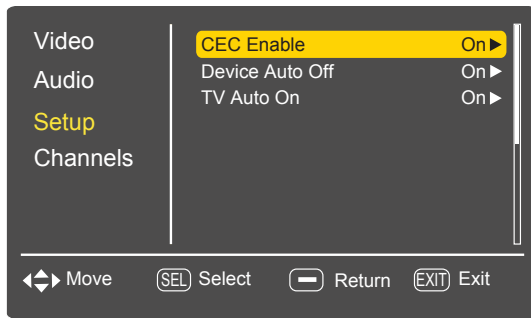 Video
Audio
Setup
Channels
CEC Enable On
Device Auto Off On
TV Auto On On
Move SEL Select Return EXIT Exit